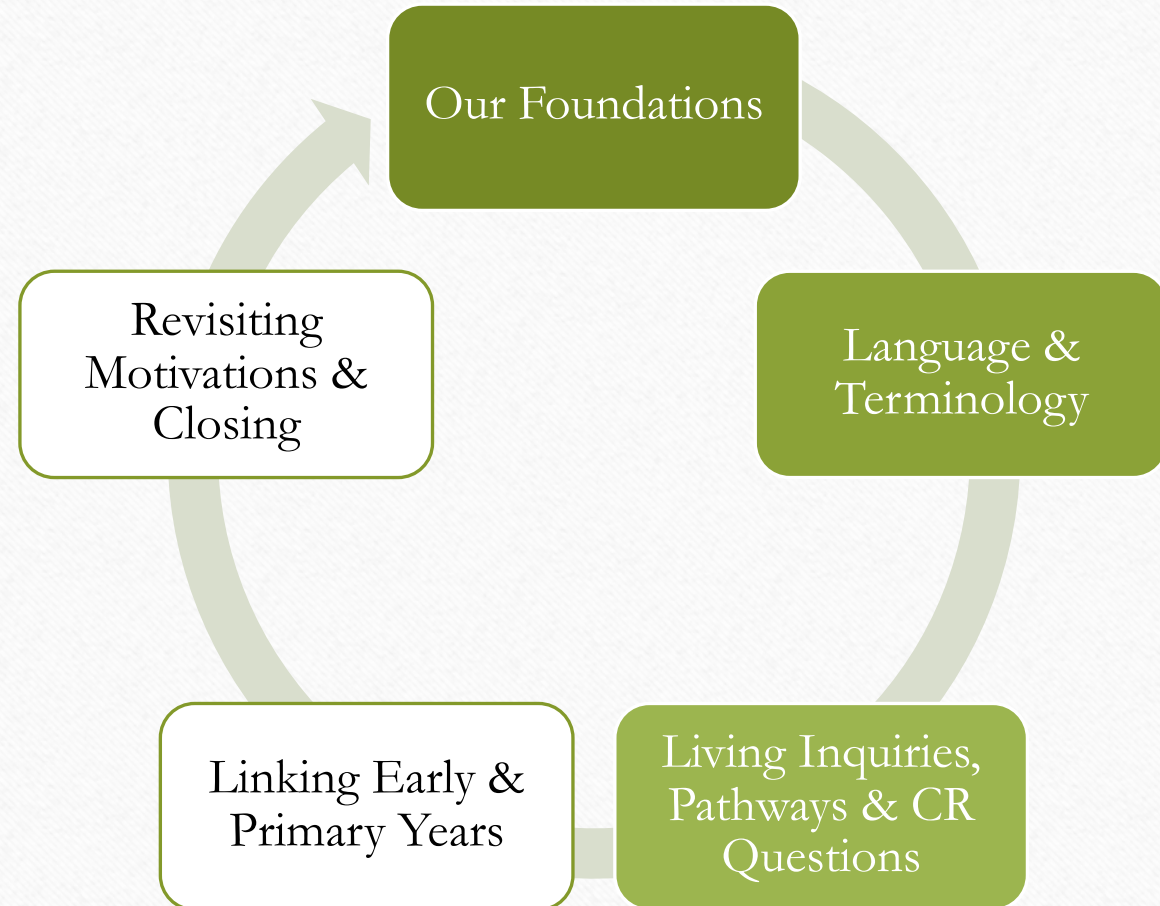 Our Foundations
Language &
Terminology
Living Inquiries,
Pathways & CR
Questions
Linking Early &
Primary Years
Revisiting
Motivations &
Closing